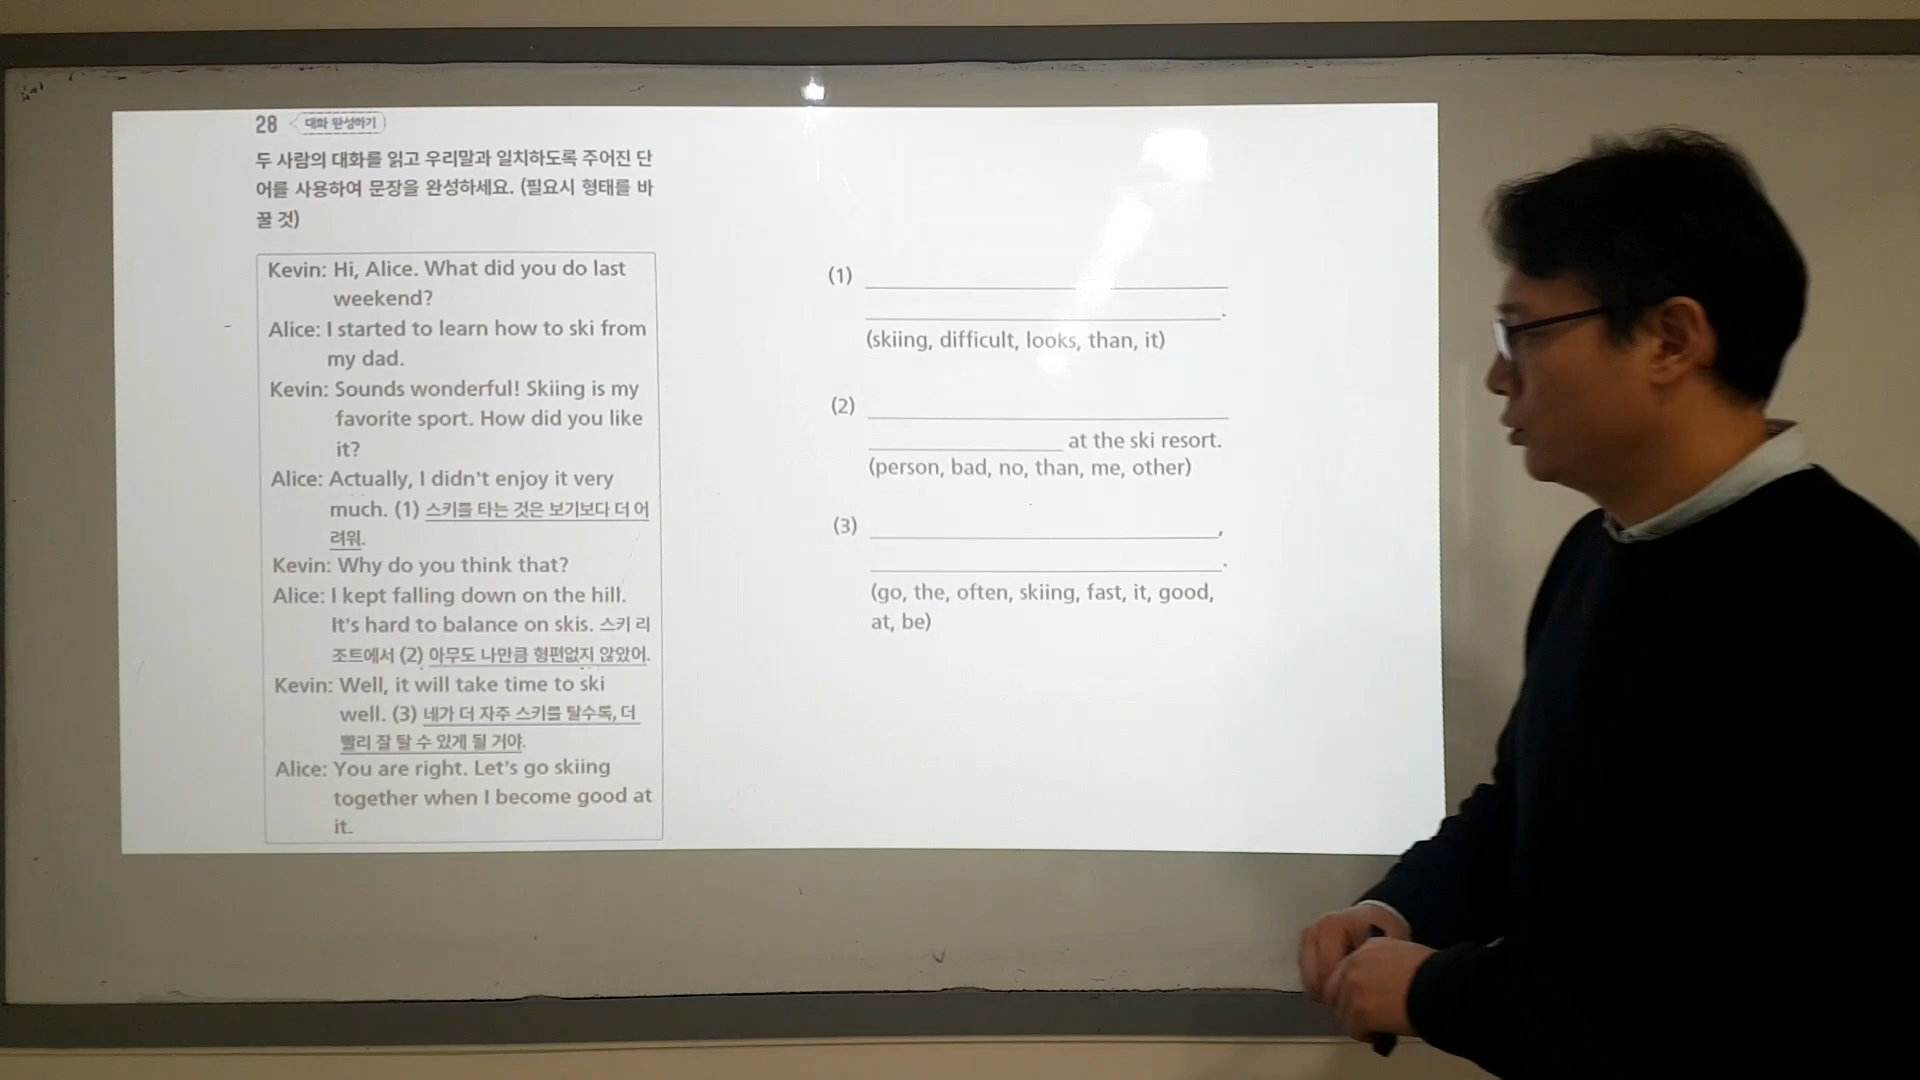 28 대화 완성하기
두 사람의 대화를 읽고 우리말과 일치하도록 주어진 단
어를 사용하여 문장을 완성하세요. (필요시 형태를 바
꿀 것)
Kevin: Hi, Alice. What did you do last
weekend?
Alice: I started to learn how to ski from
my dad.
Kevin: Sounds wonderful! Skiing is my
favorite sport. How did you like
it?
Alice: Actually, I didn't enjoy it very
much. (1) 스키를 타는 것은 보기보다 더 어
려워.
Kevin: Why do you think that?
Alice: I kept falling down on the hill.
It's hard to balance on skis. 스키 리
조트에서 (2) 아무도 나만큼 형편없지 않았어.
Kevin: Well, it will take time to ski
well. (3) 네가 더 자주 스키를 탈수록, 더
빨리 잘 탈 수 있게 될 거야.
Alice: You are right. Let's go skiing
together when I become good at
it.
(1) ____________________
____________________.
(skiing, difficult, looks, than, it)
(2) ____________________
____________ at the ski resort.
(person, bad, no, than, me, other)
(3) ____________________,
____________________.
(go, the, often, skiing, fast, it, good,
at, be)